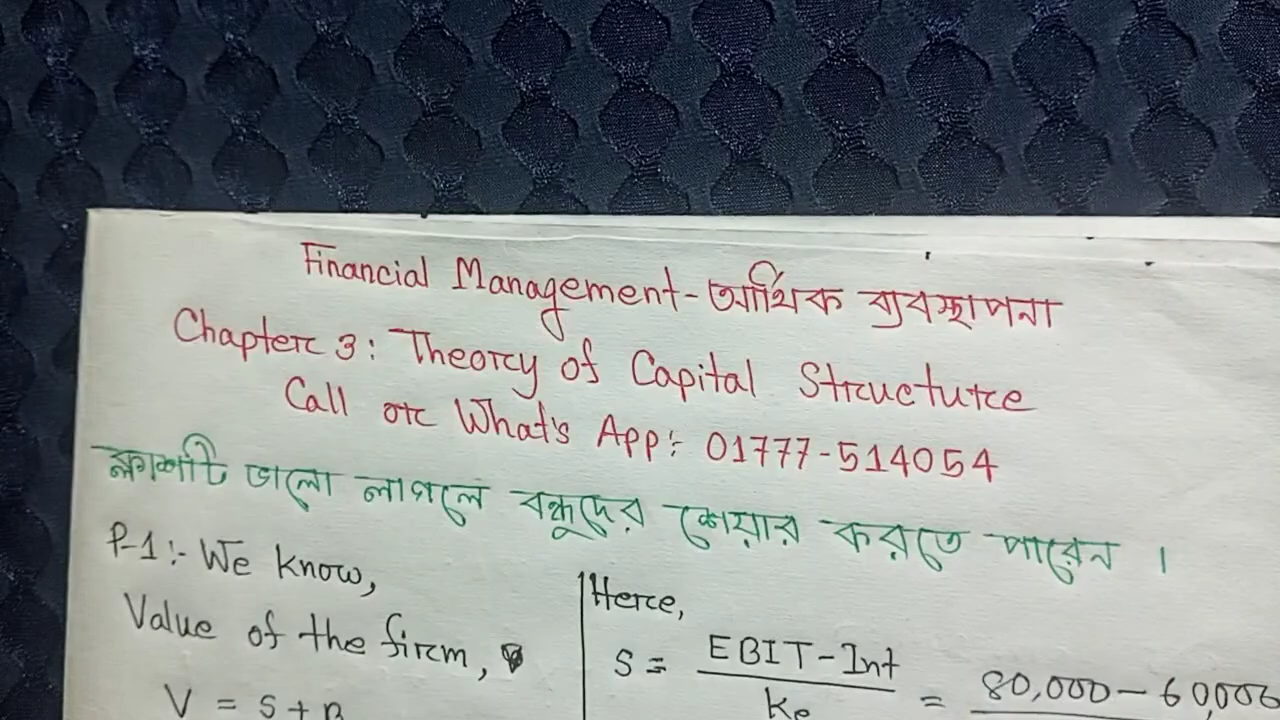 Financial Management-আর্থিক ব্যবস্থাপনা
Chapter 3: Theory of Capital Structure
Call or What's App: 01777-514054
ক্লাশটি ভালো লাগলে বন্ধুদের শেয়ার করতে পারেন ।
P-1:- We know,
Value of the firm,
V = S + B
Here,
S = EBIT-Int / Ke = 80,000 - 60,000